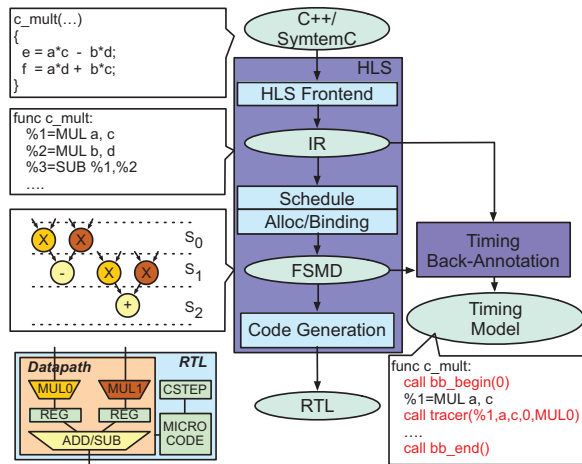 c_mult(...)
{
e = a*c - b*d;
f = a*d + b*c;
}
func c_mult:
%1=MUL a, c
%2=MUL b, d
%3=SUB %1,%2
....
X
X
S0
-
X
X
S1
+
S2
Datapath
RTL
MUL0
MUL1
CSTEP
REG
REG
MICRO
CODE
ADD/SUB
C++/
SymtemC
HLS
HLS Frontend
IR
Schedule
Alloc/Binding
FSMD
Code Generation
RTL
Timing
Back-Annotation
Timing
Model
func c_mult:
call bb_begin(0)
%1=MUL a, c
call tracer(%1,a,c,0,MUL0)
....
call bb_end()